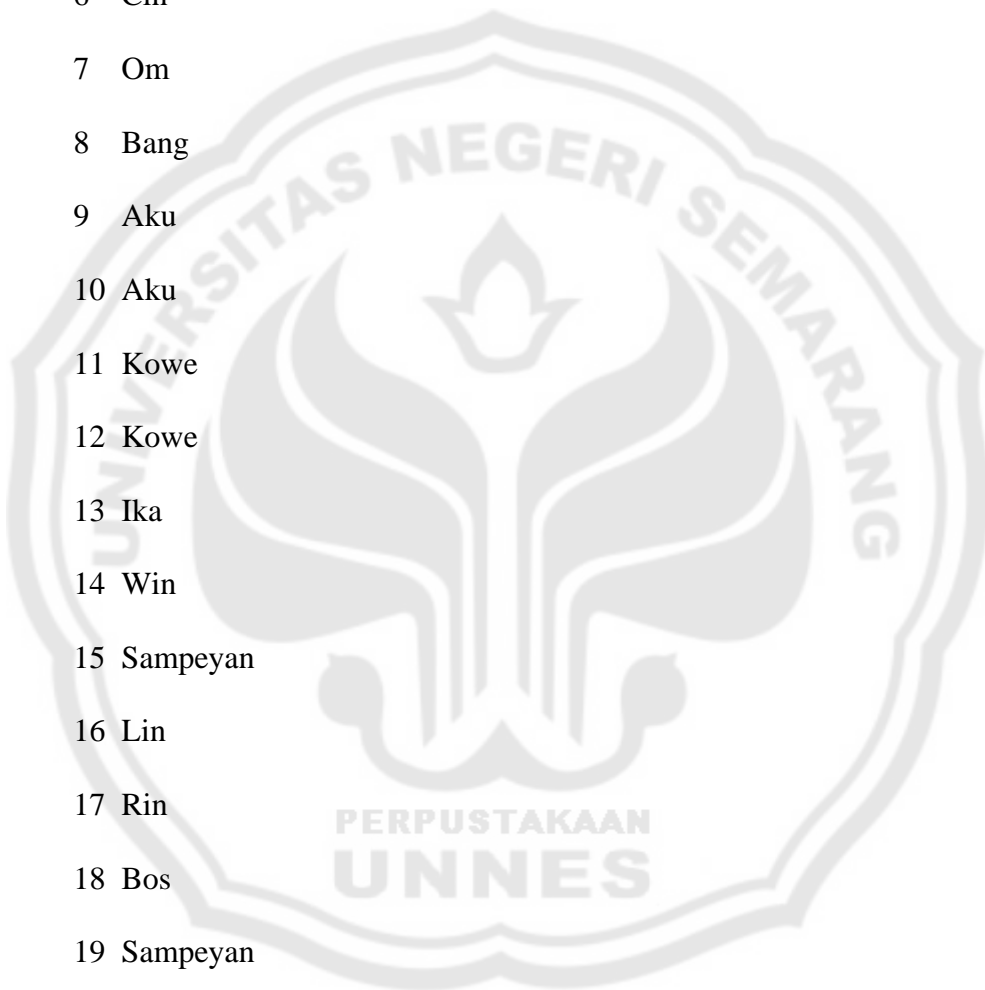 7 Om
8 Bang
9 Aku
10 Aku
11 Kowe
12 Kowe
13 Ika
14 Win
15 Sampeyan
16 Lin
17 Rin
18 Bos
19 Sampeyan
UNIVERSITAS NEGERI SEMARANG
PERPUSTAKAAN
UNNES